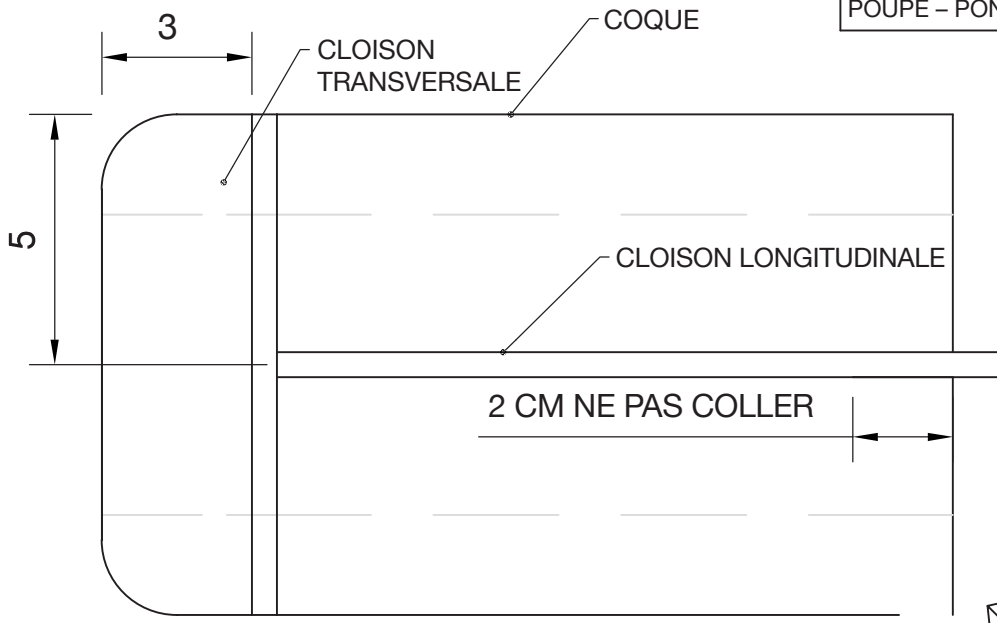 3
COQUE
POUPE – PON
CLOISON
TRANSVERSALE
5
CLOISON LONGITUDINALE
2 CM NE PAS COLLER